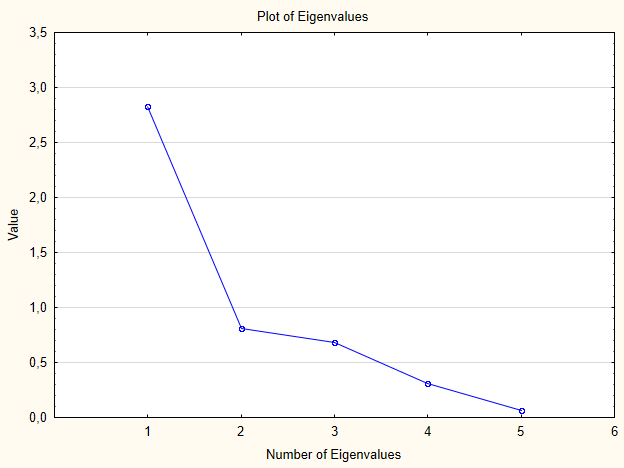 Plot of Eigenvalues
3,5
3,0
2,5
2,0
1,5
1,0
0,5
0,0
Value
1 2 3 4 5 6
Number of Eigenvalues